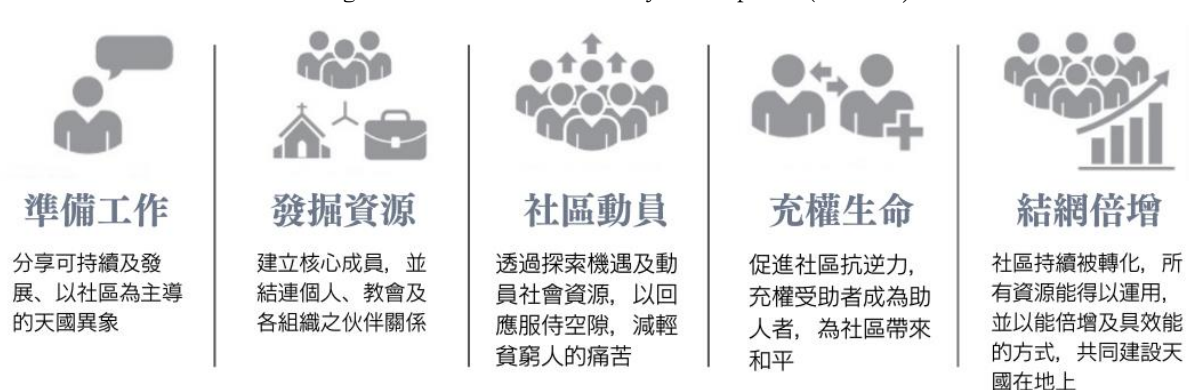 準備工作
分享可持續及發
展、以社區為主導
的天國異象
發掘資源
建立核心成員，並
結連個人、教會及
各組織之伙伴關係
社區動員
透過探索機遇及動
員社會資源，以回
應服侍空隙，減輕
貧窮人的痛苦
充權生命
促進社區抗逆力，
充權受助者成為助
人者，為社區帶來
和平
結網倍增
社區持續被轉化，所
有資源能得以運用，
並以能倍增及具效能
的方式，共同建設天
國在地上